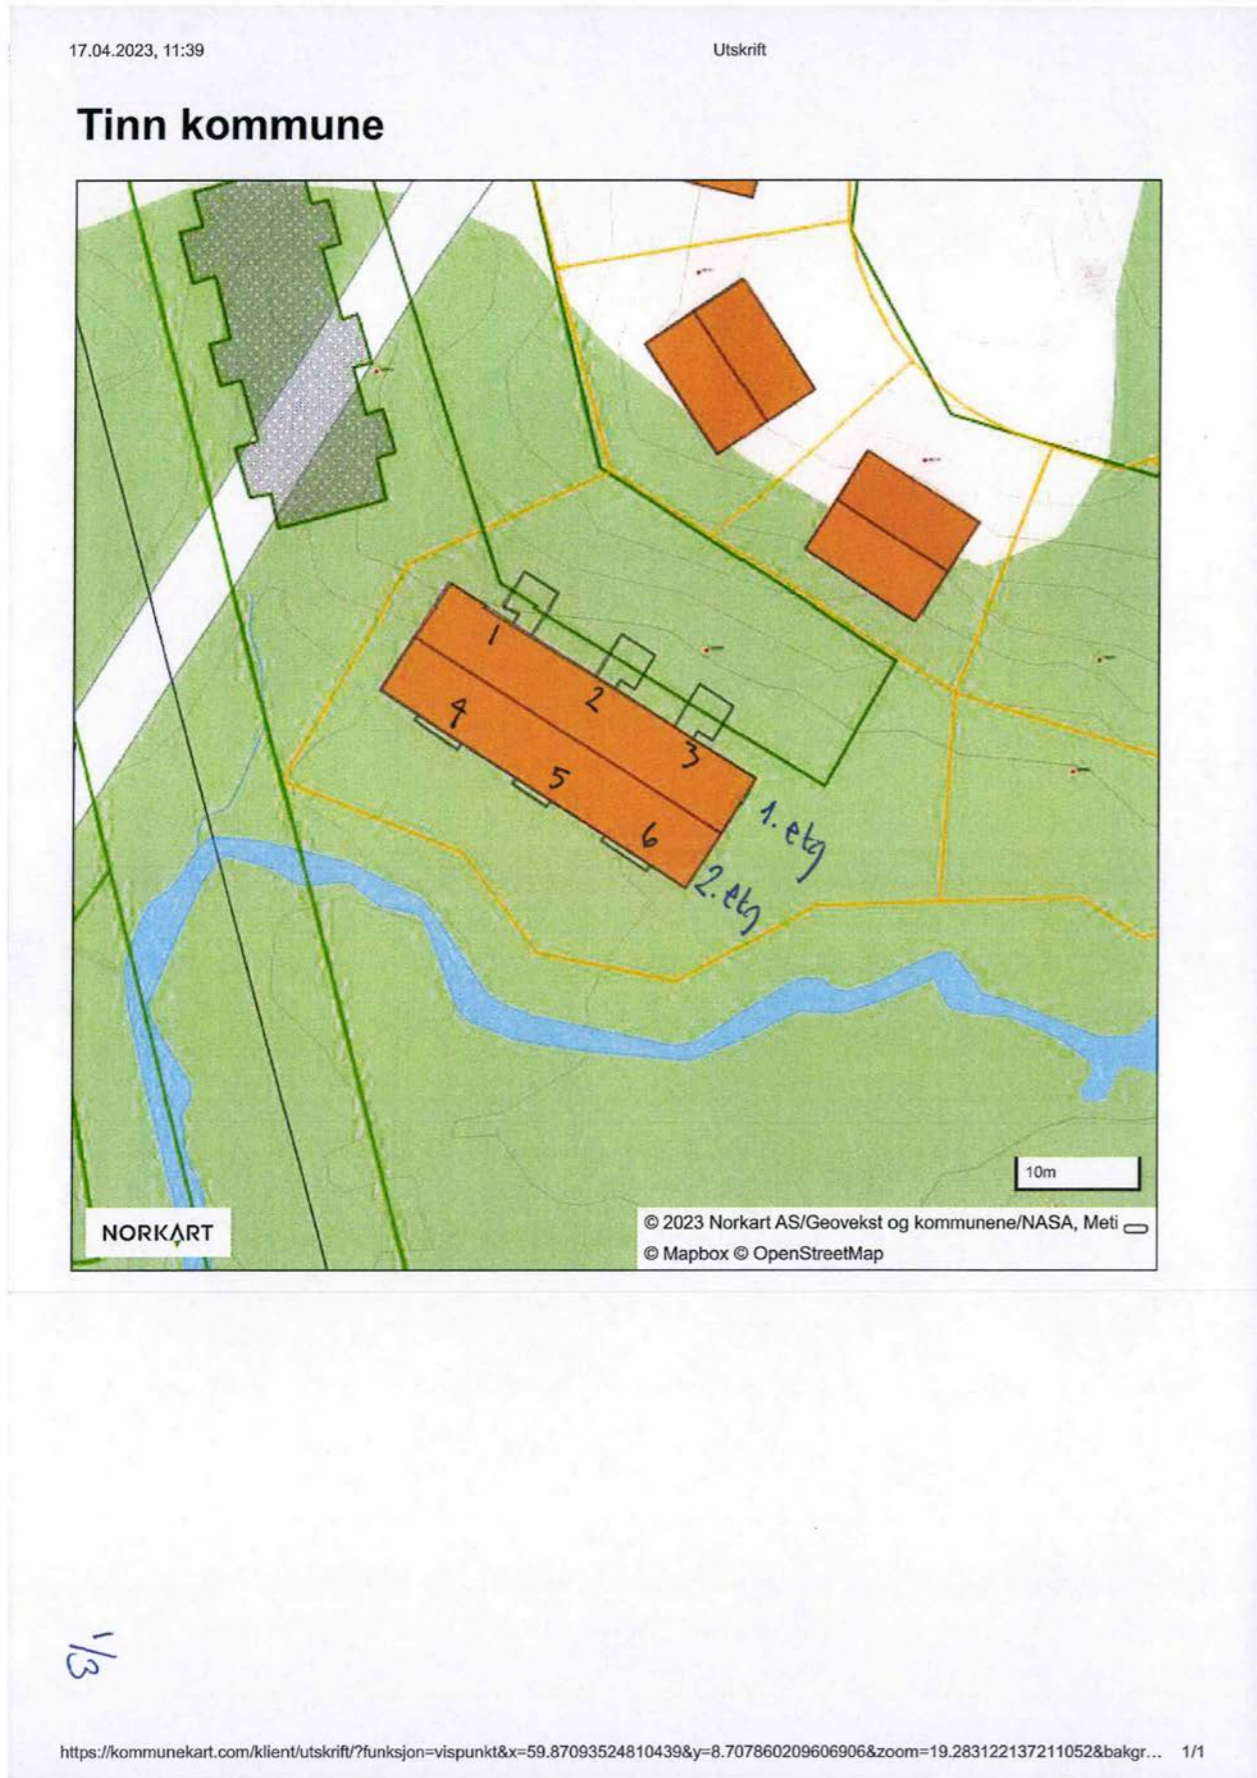 17.04.2023, 11:39
Utskrift
Tinn kommune
1
2
3
4
5
6
1. etg
2. etg
10m
NORKART
© 2023 Norkart AS/Geovekst og kommunene/NASA, Meti
© Mapbox © OpenStreetMap
1/3
https://kommunekart.com/klient/utskrift/?funksjon=vispunkt&x=59.87093524810439&y=8.707860209606906&zoom=19.283122137211052&bakgr... 1/1